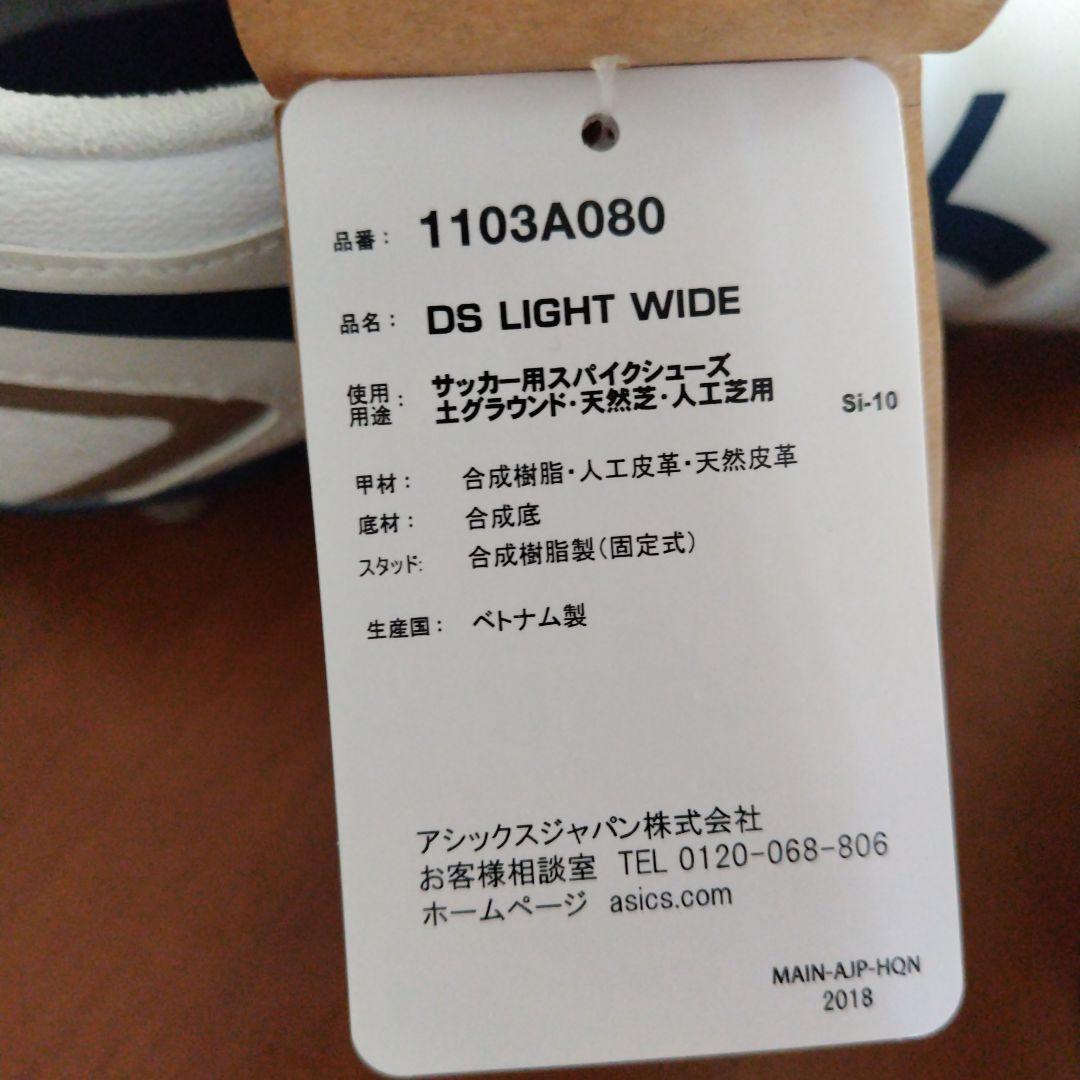 品番： 1103A080
品名： DS LIGHT WIDE
使用用途： サッカー用スパイクシューズ
土グラウンド・天然芝・人工芝用
Si-10
甲材： 合成樹脂・人工皮革・天然皮革
底材： 合成底
スタッド: 合成樹脂製（固定式）
生産国： ベトナム製
アシックスジャパン株式会社
お客様相談室 TEL 0120-068-806
ホームページ asics.com
MAIN-AJP-HQN
2018